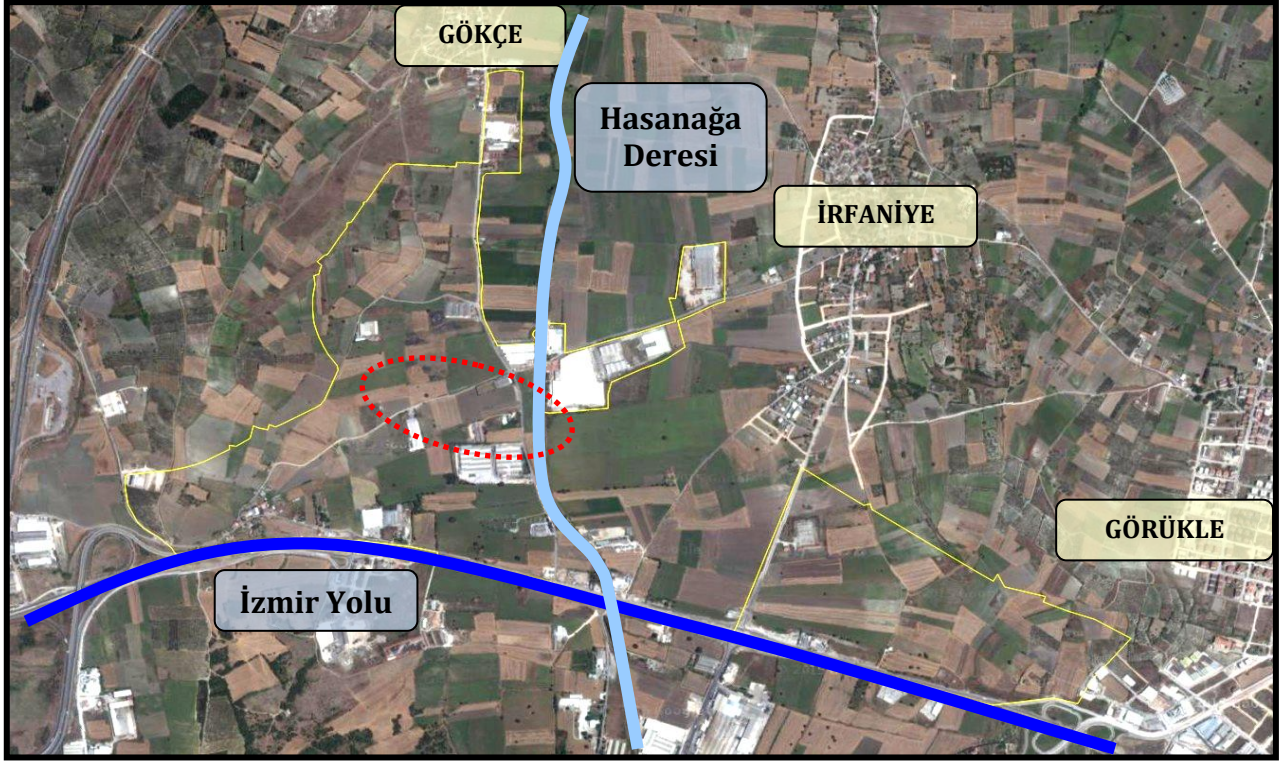 GÖKÇE
Hasanağa
Deresi
İRFANİYE
GÖRÜKLE
İzmir Yolu